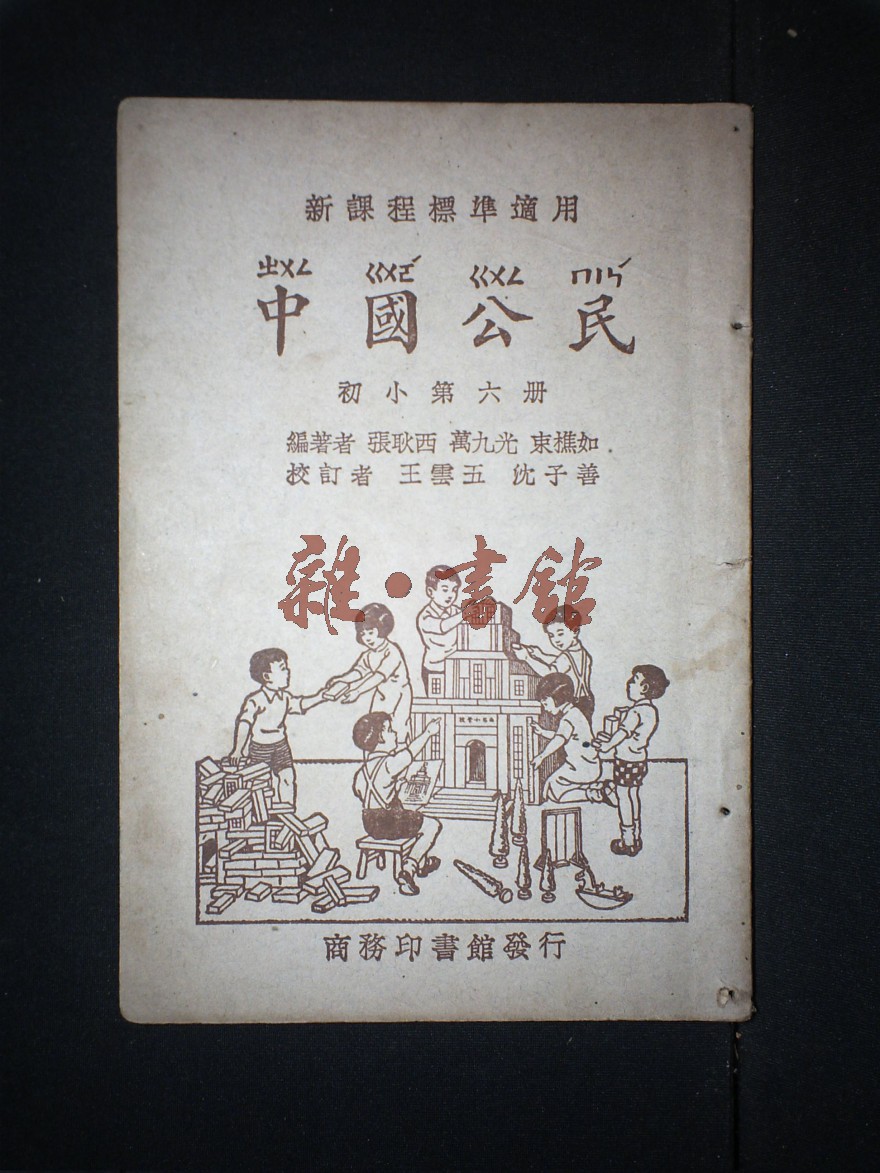 新課程標準適用
ㄓㄨㄥ ㄍㄨㄛˊ ㄍㄨㄥ ㄇㄧㄣˊ
中國公民
初小第六册
編著者 張耿西 萬九光 束樵如
校訂者 王雲五 沈子善
雜·書館
商務印書館發行